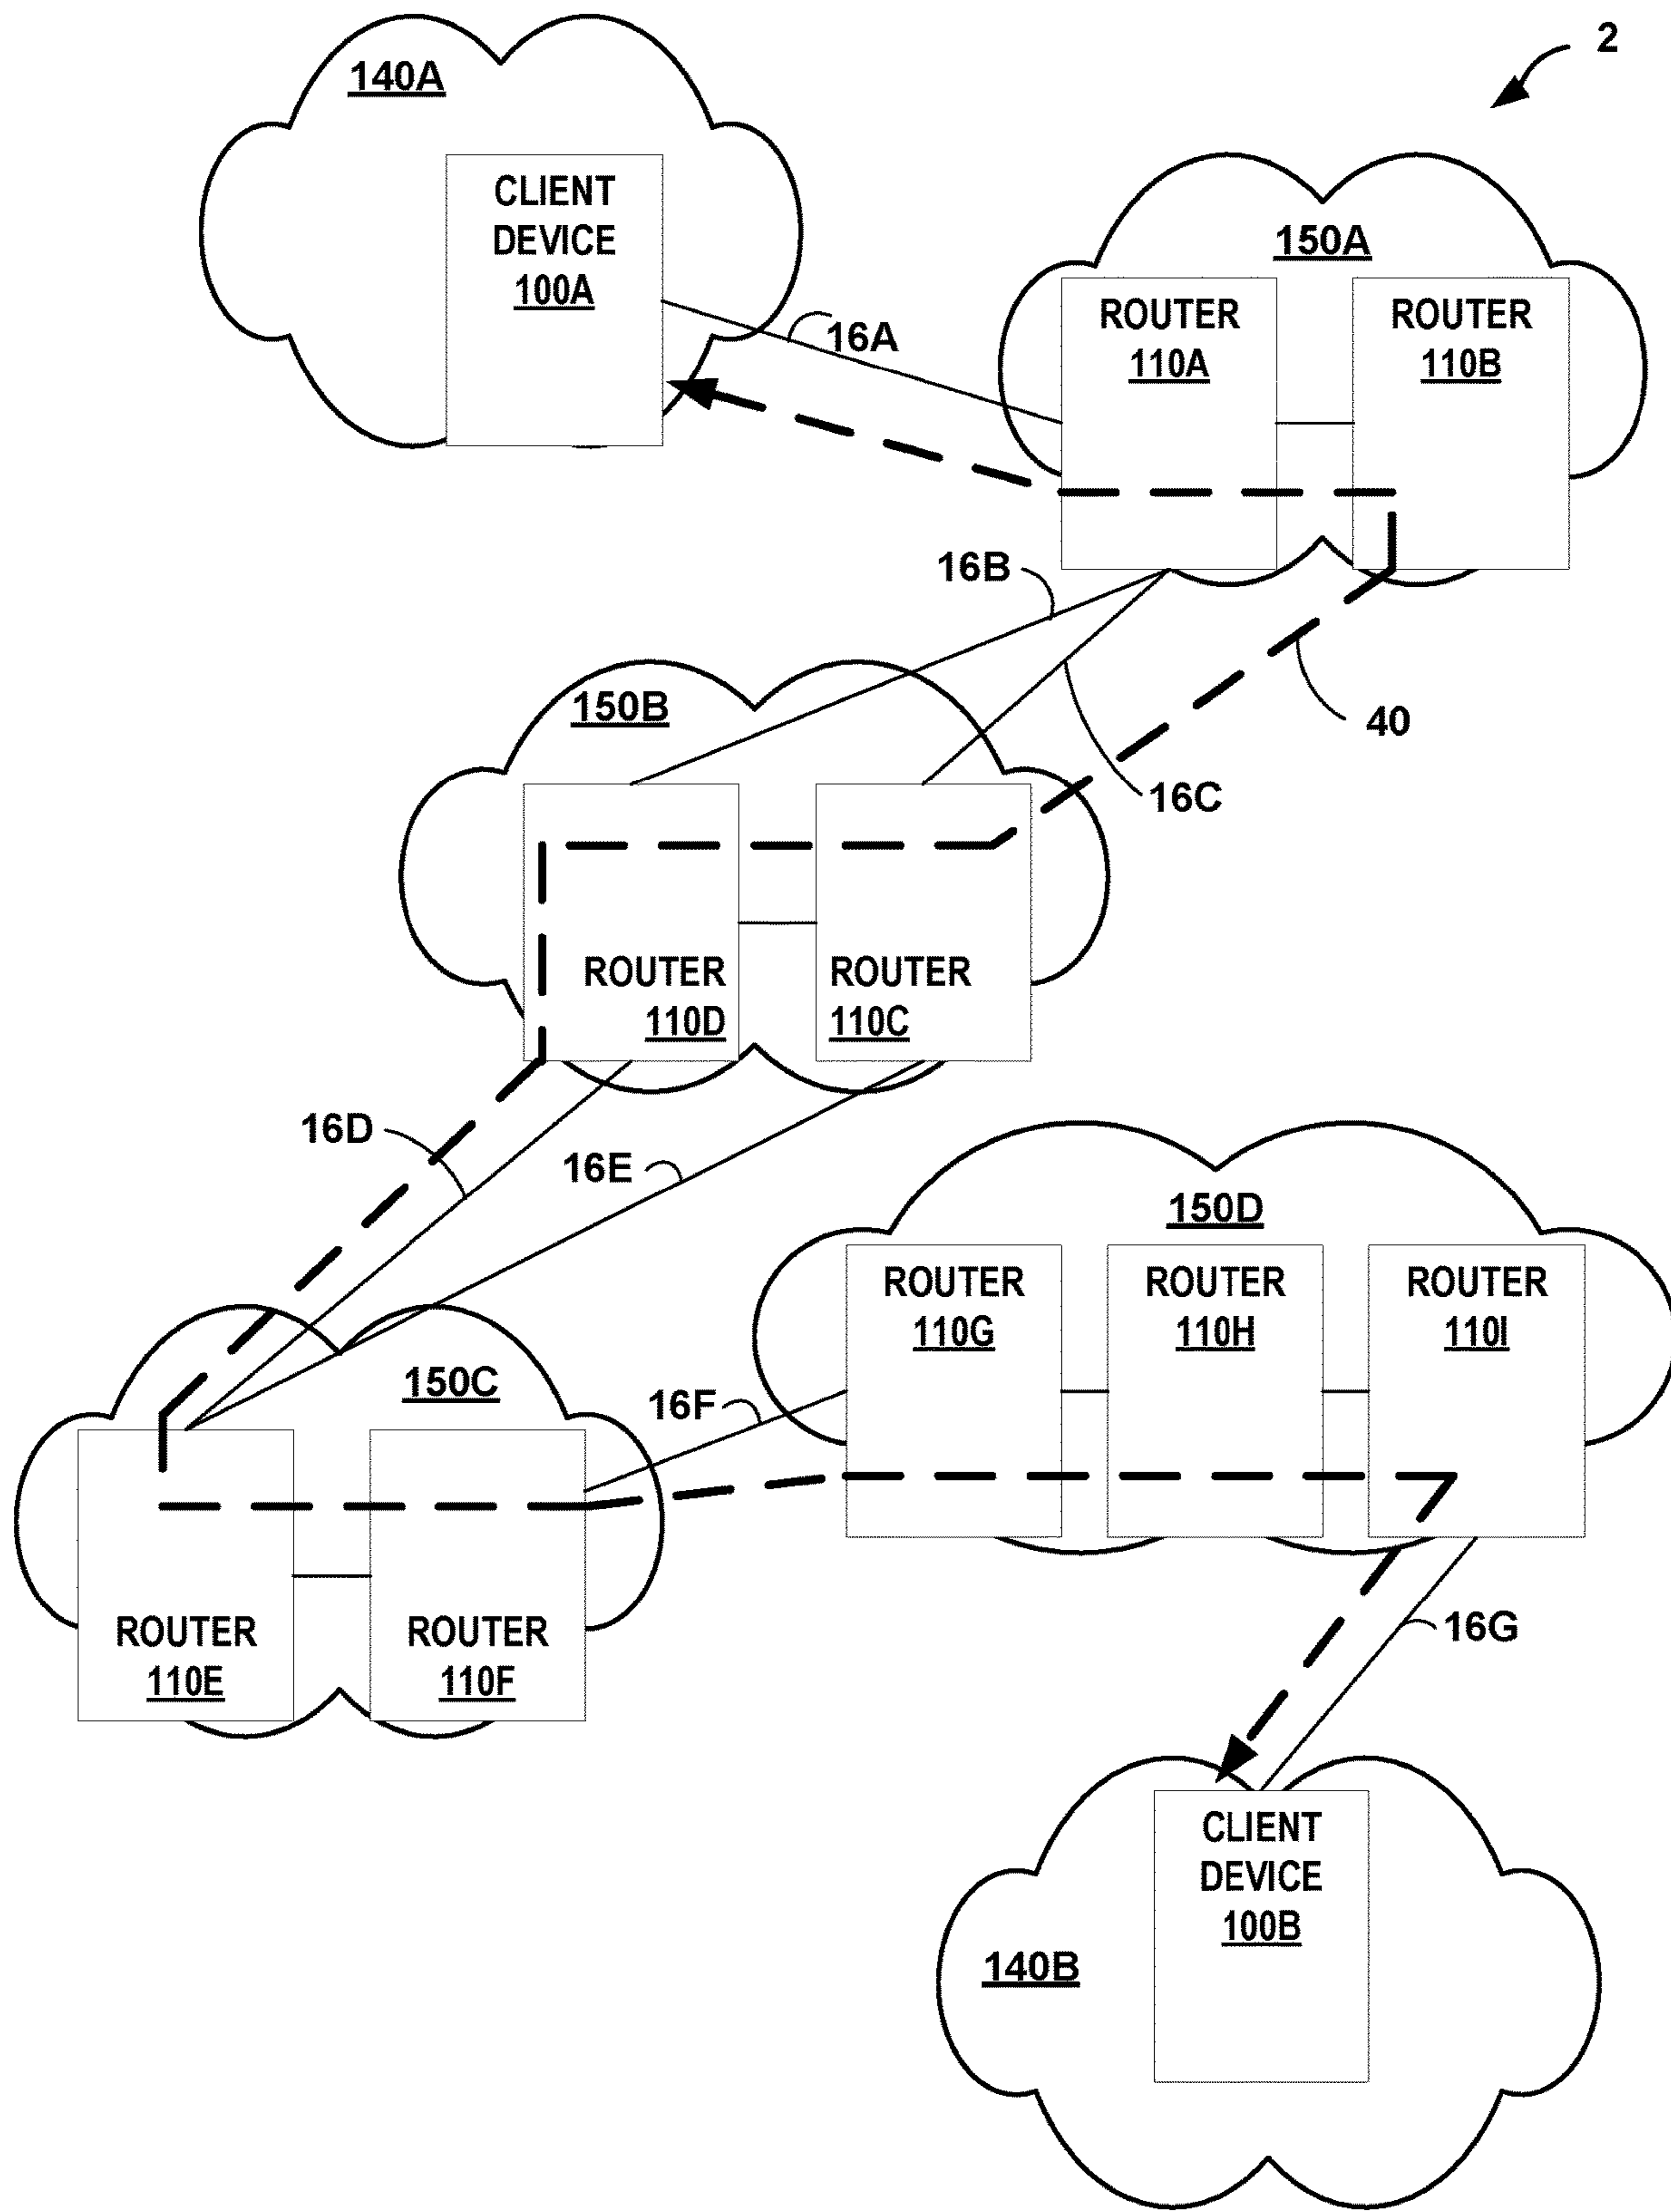 2
140A
CLIENT
DEVICE
100A
150A
ROUTER
110A
ROUTER
110B
16A
16B
150B
40
16C
ROUTER
110D
ROUTER
110C
16D
16E
150D
ROUTER
110G
ROUTER
110H
ROUTER
110I
150C
16F
ROUTER
110E
ROUTER
110F
16G
CLIENT
DEVICE
100B
140B